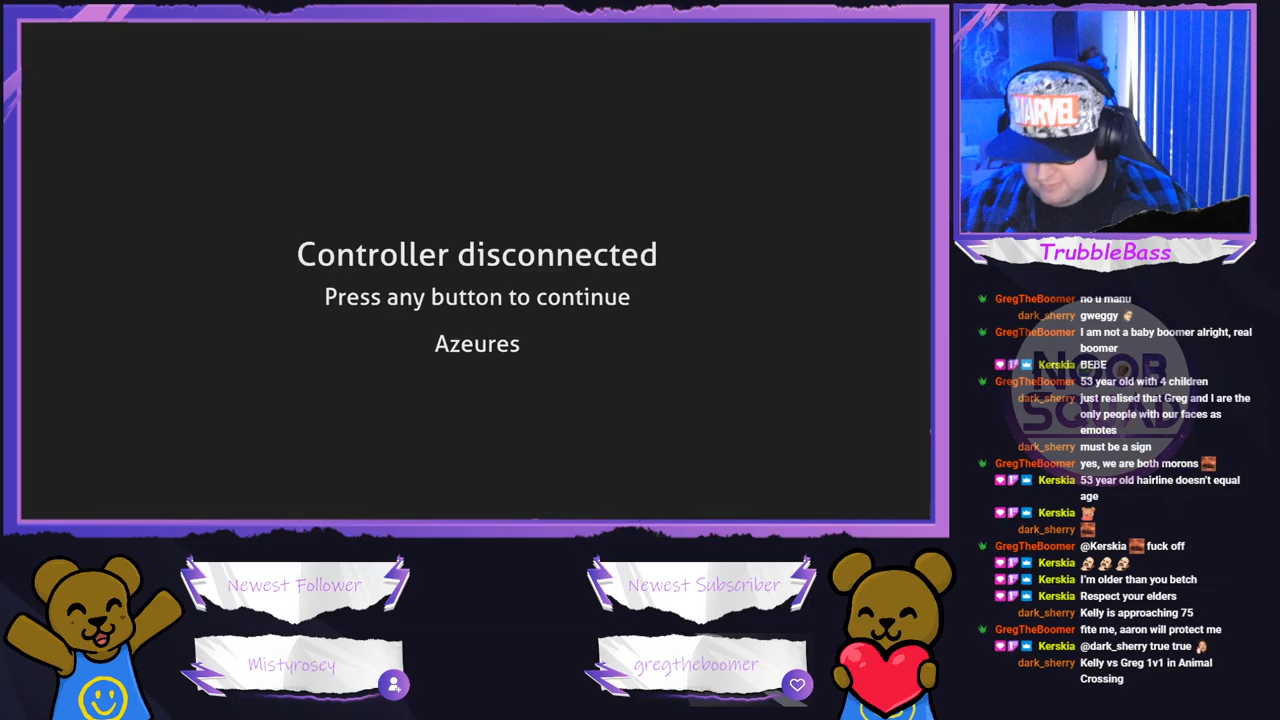 Controller disconnected
Press any button to continue
Azeures
MARVEL
TrubbleBass
GregTheBoomer no u manu
dark_sherry gweggy
GregTheBoomer I am not a baby boomer alright, real
boomer
Kerskia BEBE
GregTheBoomer 53 year old with 4 children
dark_sherry just realised that Greg and I are the
only people with our faces as
emotes
dark_sherry must be a sign
GregTheBoomer yes, we are both morons
Kerskia 53 year old hairline doesn't equal
age
Kerskia
dark_sherry
GregTheBoomer @Kerskia fuck off
Kerskia
Kerskia I'm older than you betch
Kerskia Respect your elders
dark_sherry Kelly is approaching 75
GregTheBoomer fite me, aaron will protect me
Kerskia @dark_sherry true true
dark_sherry Kelly vs Greg 1v1 in Animal
Crossing
NOOB
SQUAD
Newest Follower
Mistyrosey
Newest Subscriber
gregtheboomer